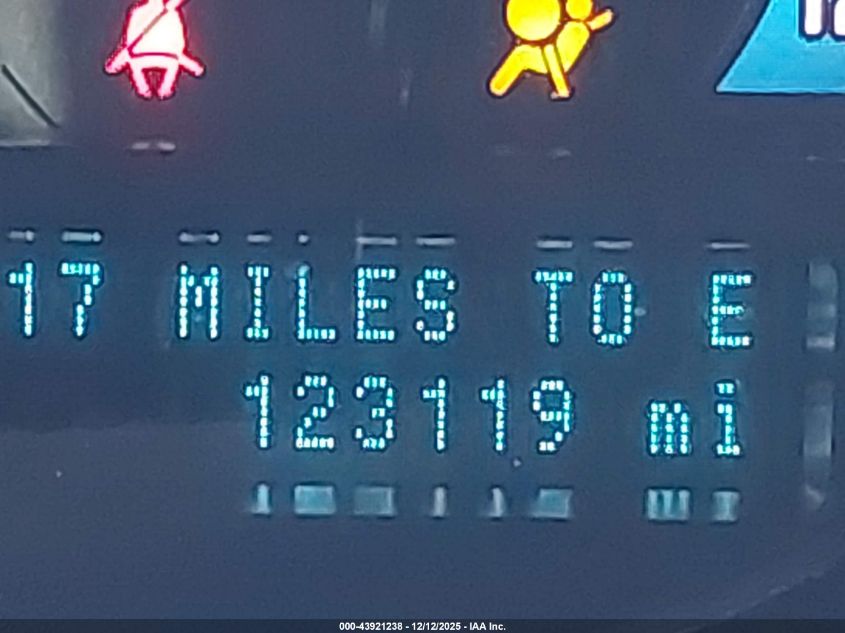 17 MILES TO E
123119 mi
000-43921238 - 12/12/2025 - IAA Inc.